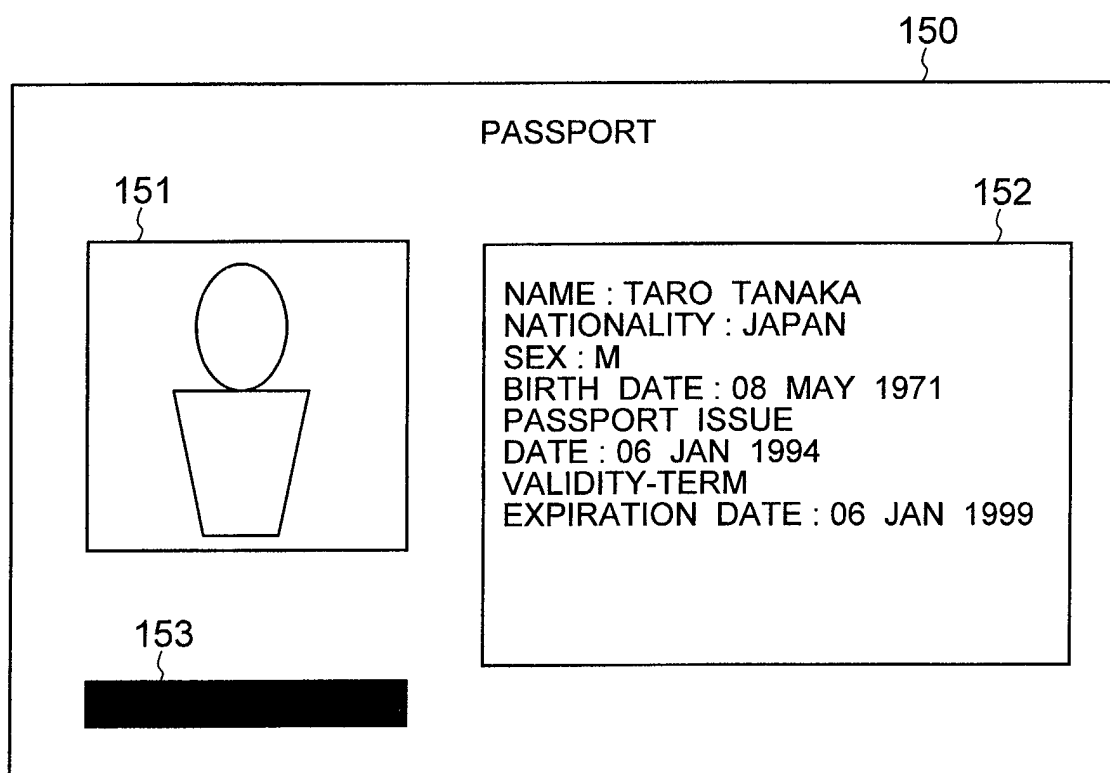 150
PASSPORT
151
152
NAME : TARO TANAKA
NATIONALITY : JAPAN
SEX : M
BIRTH DATE : 08 MAY 1971
PASSPORT ISSUE
DATE : 06 JAN 1994
VALIDITY-TERM
EXPIRATION DATE : 06 JAN 1999
153